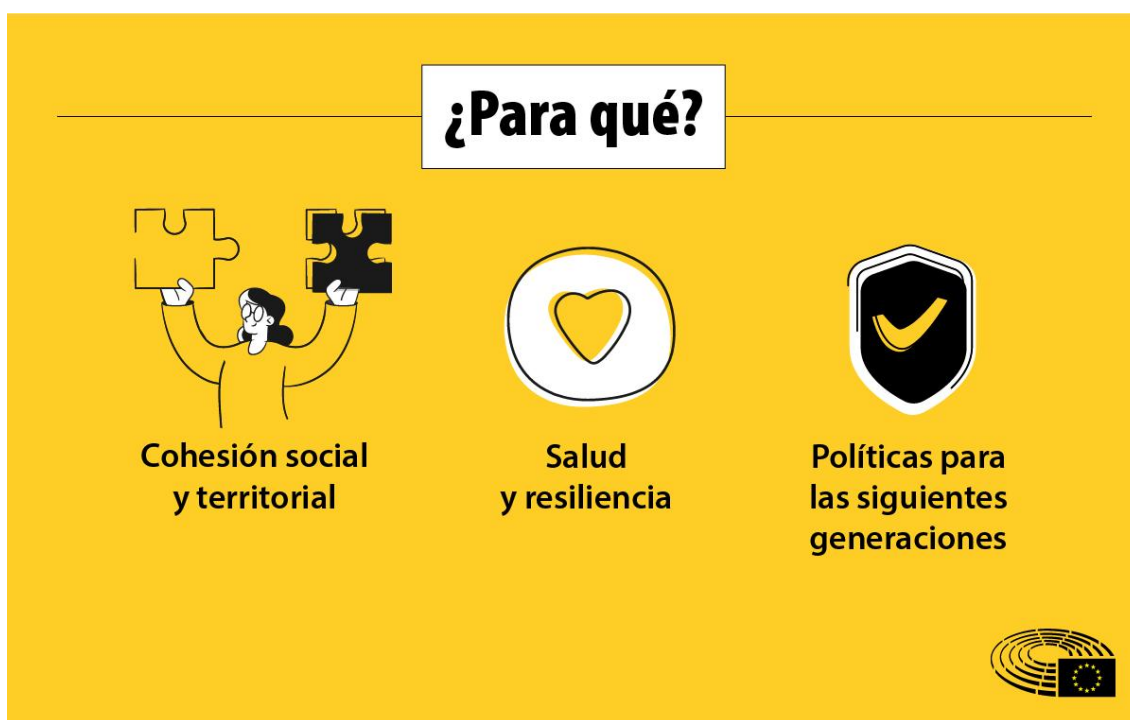 ¿Para qué?
Cohesión social
y territorial
Salud
y resiliencia
Políticas para
las siguientes
generaciones